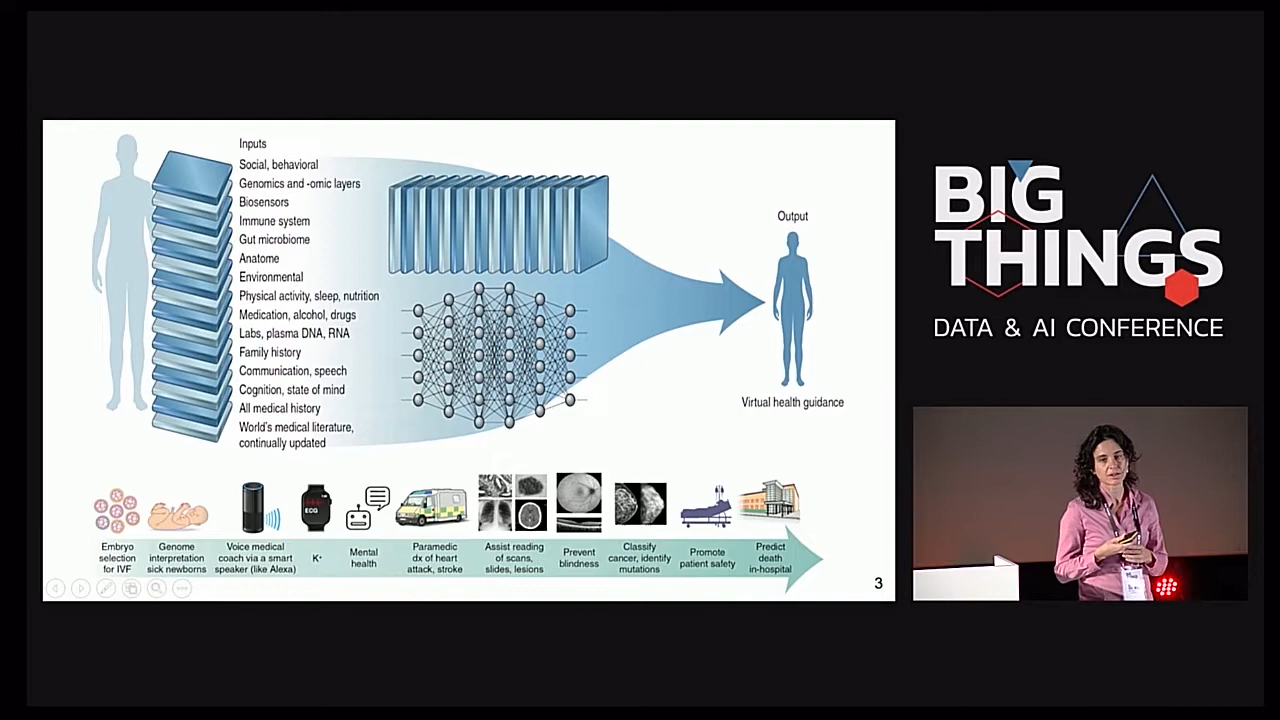 Inputs
Social, behavioral
Genomics and -omic layers
Biosensors
Immune system
Gut microbiome
Anatome
Environmental
Physical activity, sleep, nutrition
Medication, alcohol, drugs
Labs, plasma DNA, RNA
Family history
Communication, speech
Cognition, state of mind
All medical history
World's medical literature,
continually updated
Output
Virtual health guidance
ECG
Embryo
selection
for IVF
Genome
interpretation
sick newborns
Voice medical
coach via a smart
speaker (like Alexa)
K⁺
Mental
health
Paramedic
dx of heart
attack, stroke
Assist reading
of scans,
slides, lesions
Prevent
blindness
Classify
cancer, identify
mutations
Promote
patient safety
Predict
death
in-hospital
3
BIG
THINGS
DATA & AI CONFERENCE